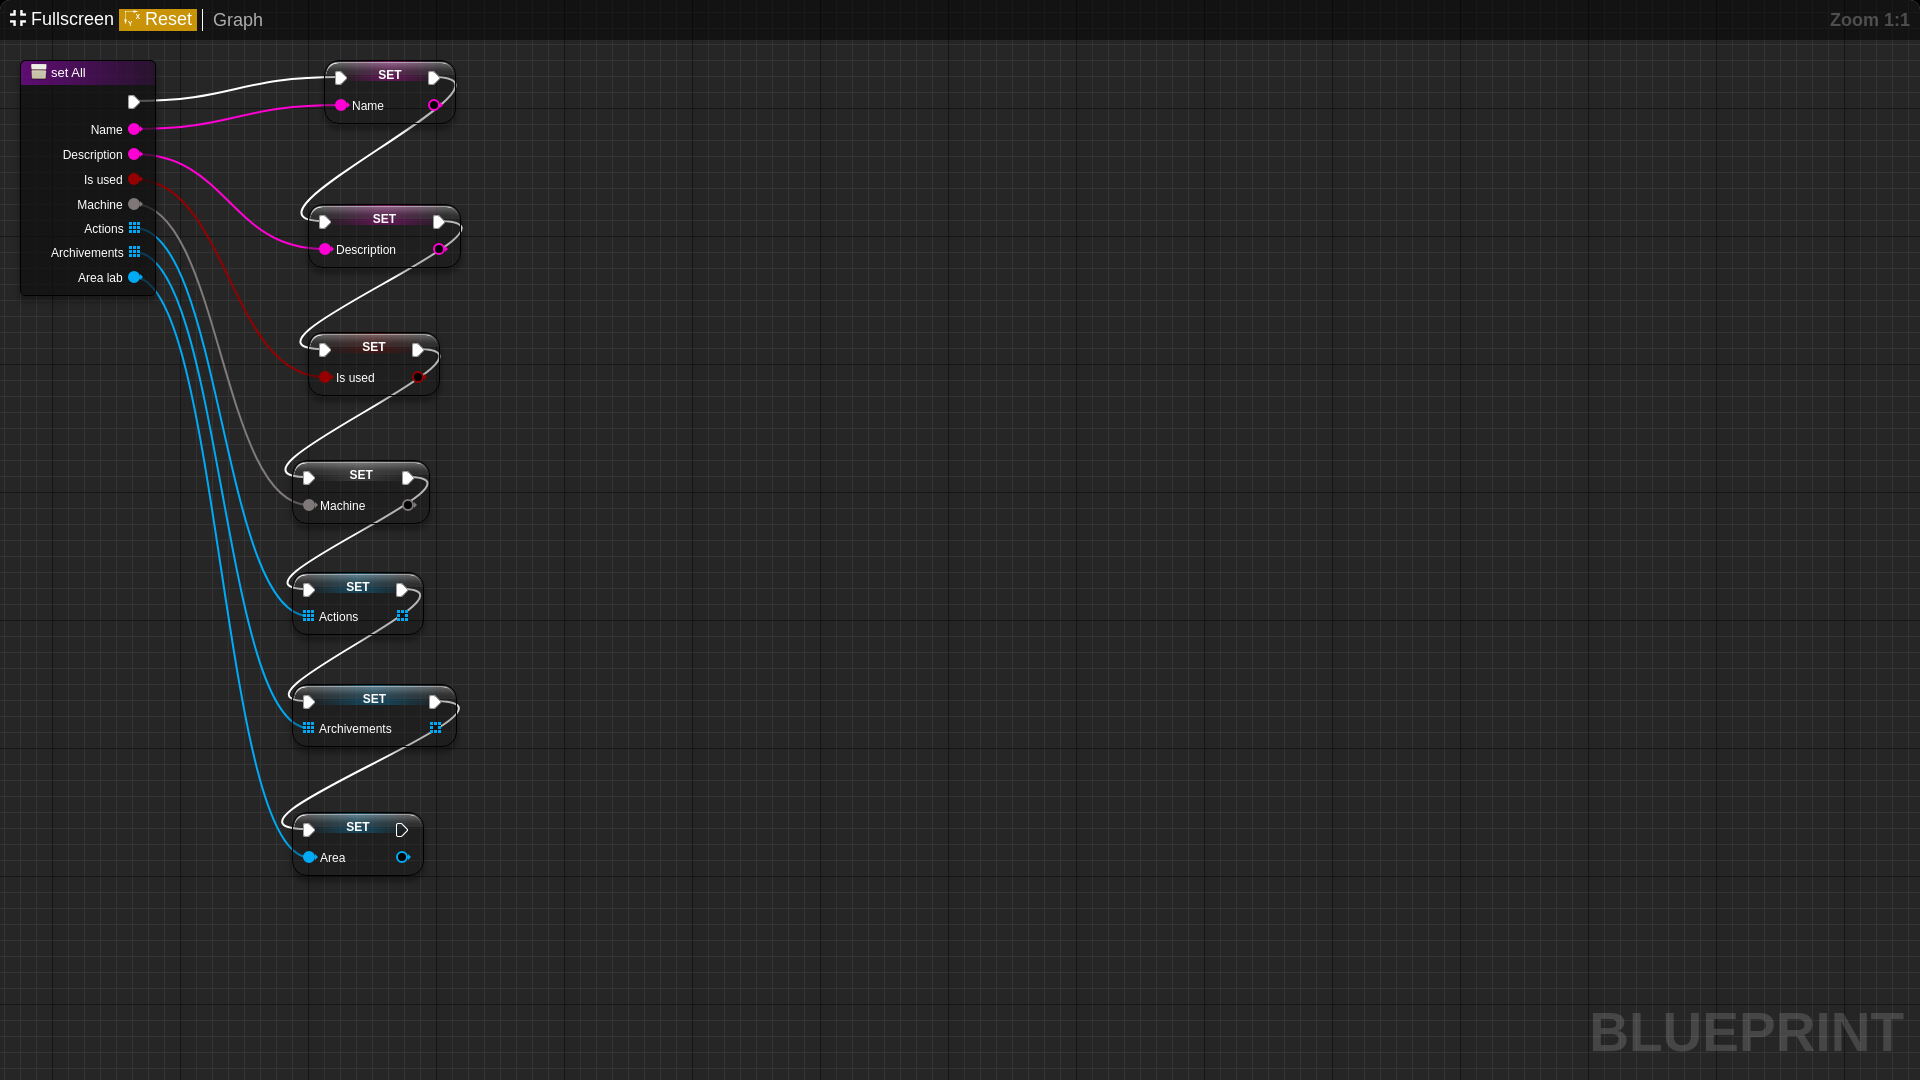 Fullscreen Reset Graph Zoom 1:1
set All
Name
Description
Is used
Machine
Actions
Archivements
Area lab
SET
Name
SET
Description
SET
Is used
SET
Machine
SET
Actions
SET
Archivements
SET
Area
BLUEPRINT